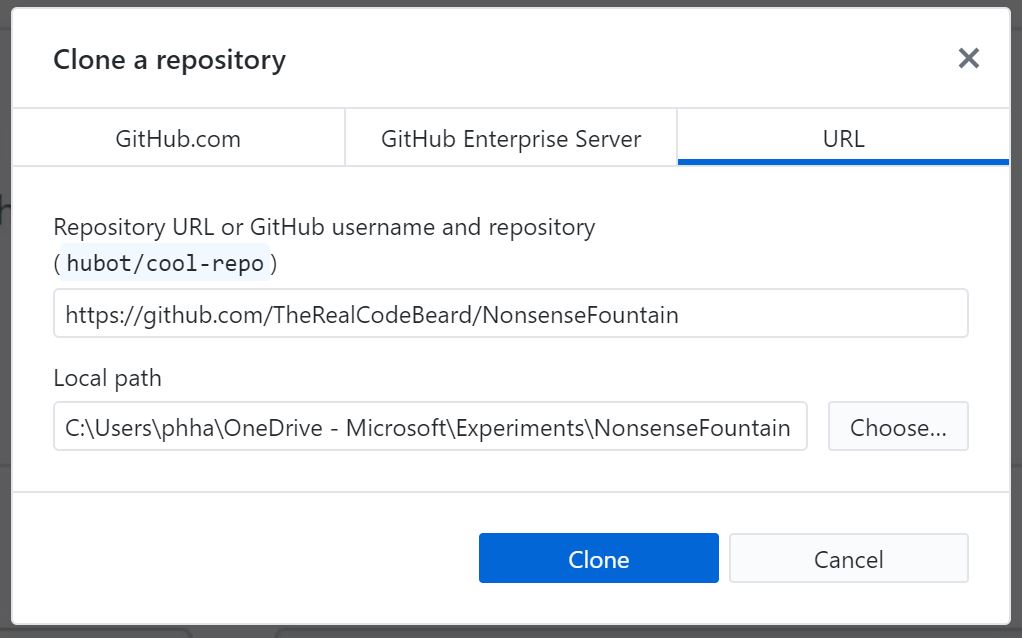 Clone a repository
GitHub.com
GitHub Enterprise Server
URL
Repository URL or GitHub username and repository
(hubot/cool-repo)
https://github.com/TheRealCodeBeard/NonsenseFountain
Local path
C:\Users\phha\OneDrive - Microsoft\Experiments\NonsenseFountain
Choose...
Clone
Cancel